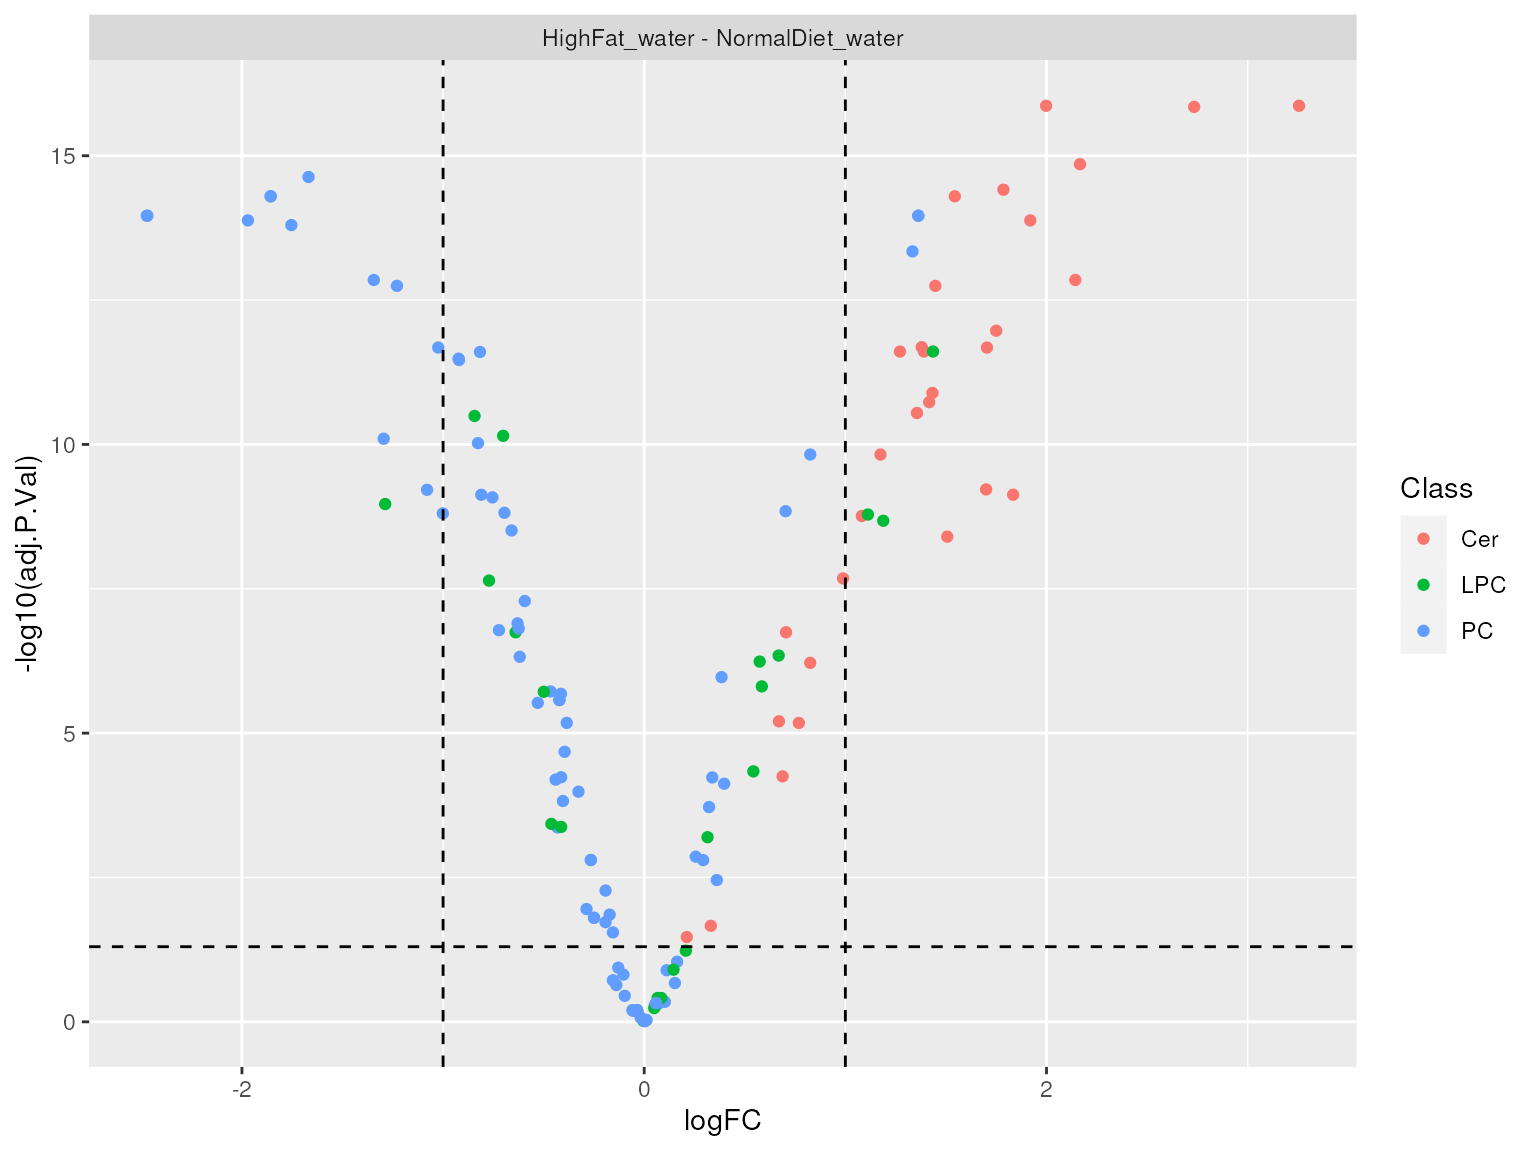 HighFat_water - NormalDiet_water
15
10
5
0
-log10(adj.P.Val)
-2
0
2
logFC
Class
Cer
LPC
PC